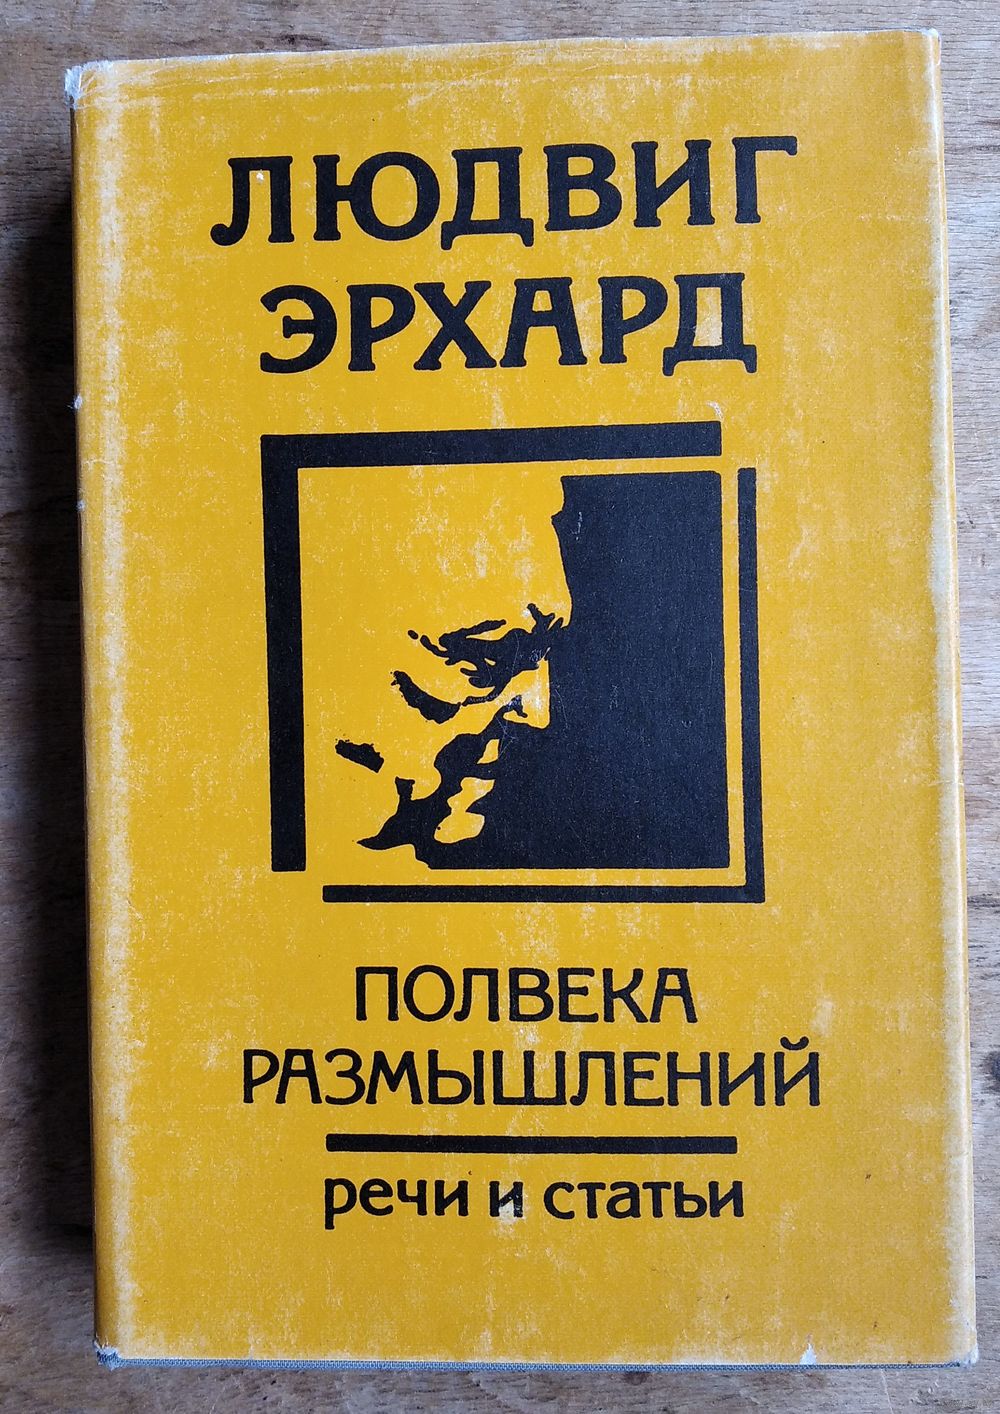 ЛЮДВИГ
ЭРХАРД
ПОЛВЕКА
РАЗМЫШЛЕНИЙ
речи и статьи